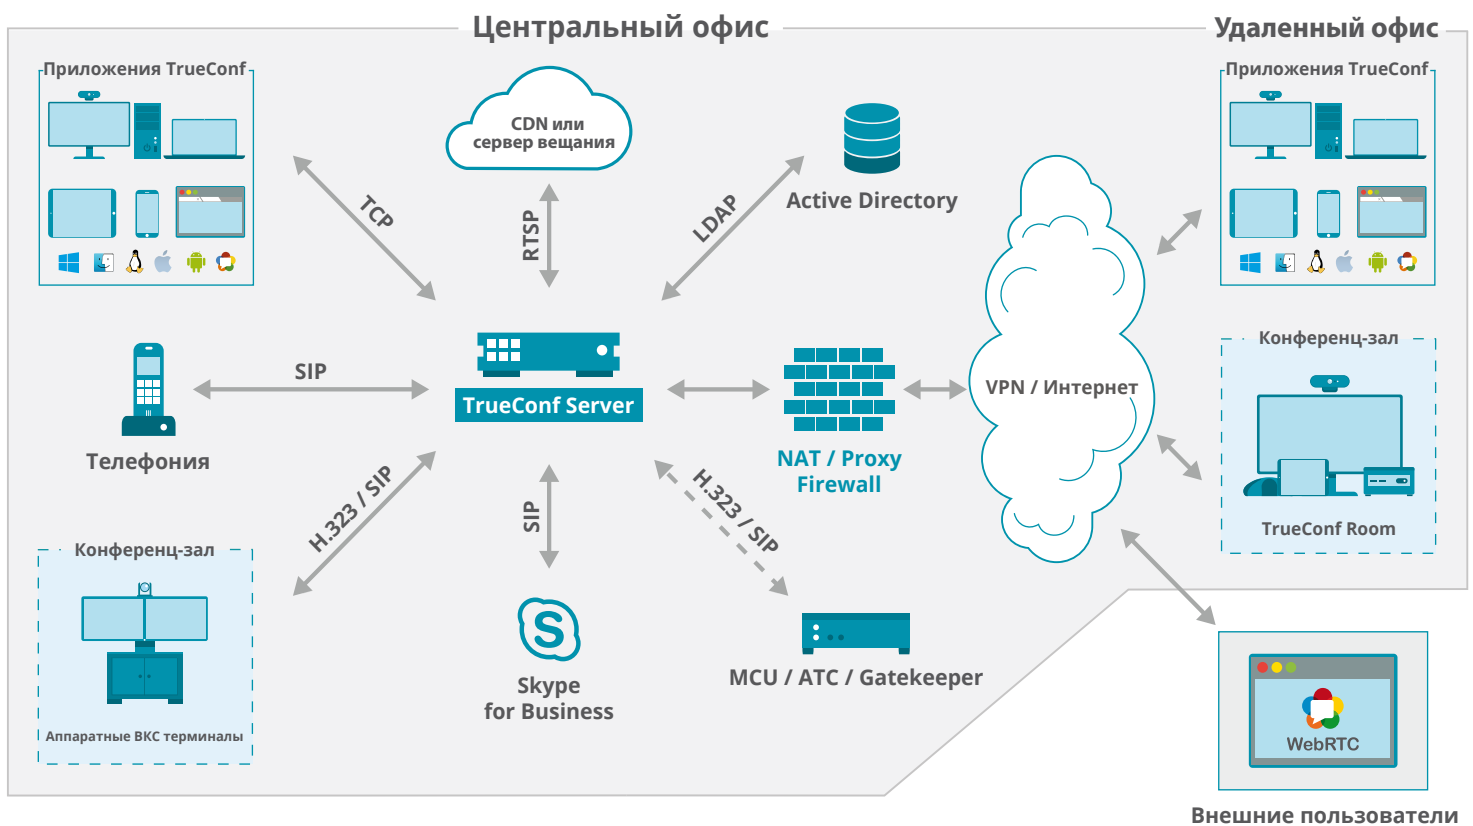 Центральный офис
Удаленный офис
Приложения TrueConf
CDN или
сервер вещания
Active Directory
Приложения TrueConf
TCP
RTSP
LDAP
SIP
TrueConf Server
Телефония
NAT / Proxy
Firewall
VPN / Интернет
Конференц-зал
TrueConf Room
H.323 / SIP
SIP
H.323 / SIP
Конференц-зал
Аппаратные ВКС терминалы
Skype
for Business
MCU / ATC / Gatekeeper
WebRTC
Внешние пользователи